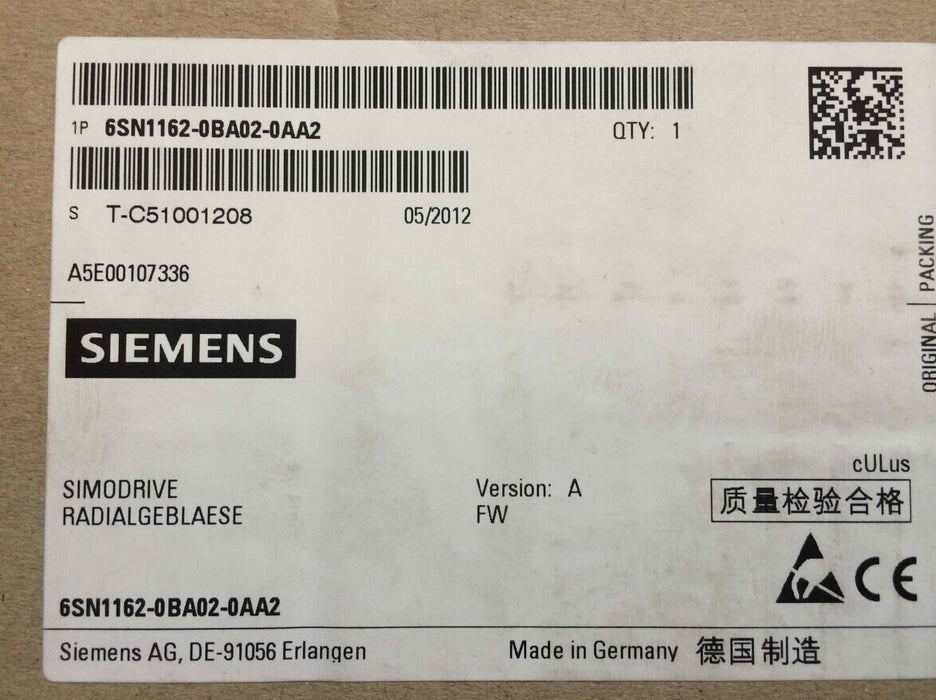 1P 6SN1162-0BA02-0AA2 QTY: 1
S T-C51001208 05/2012
A5E00107336
ORIGINAL PACKING
SIEMENS
cULus
SIMODRIVE Version: A
RADIALGEBLAESE FW
质量检验合格
CE
6SN1162-0BA02-0AA2
Siemens AG, DE-91056 Erlangen Made in Germany 德国制造